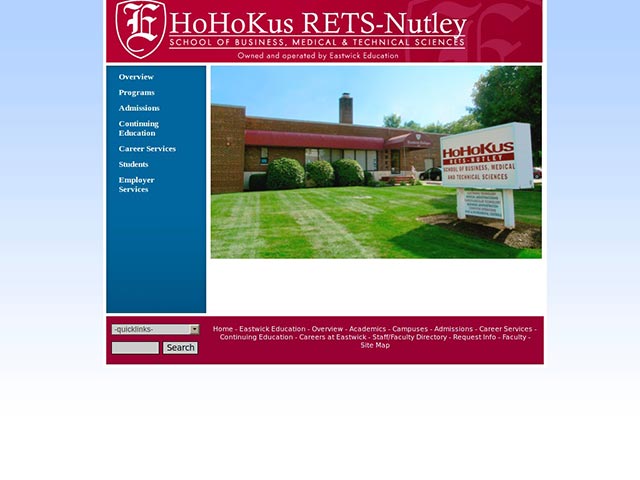 HoHoKus RETS-Nutley
SCHOOL OF BUSINESS, MEDICAL & TECHNICAL SCIENCES
Owned and operated by Eastwick Education
Overview
Programs
Admissions
Continuing
Education
Career Services
Students
Employer
Services
HoHoKus
RETS-NUTLEY
SCHOOL OF BUSINESS, MEDICAL
AND TECHNICAL SCIENCES
-quicklinks-
Search
Home - Eastwick Education - Overview - Academics - Campuses - Admissions - Career Services -
Continuing Education - Careers at Eastwick - Staff/Faculty Directory - Request Info - Faculty -
Site Map